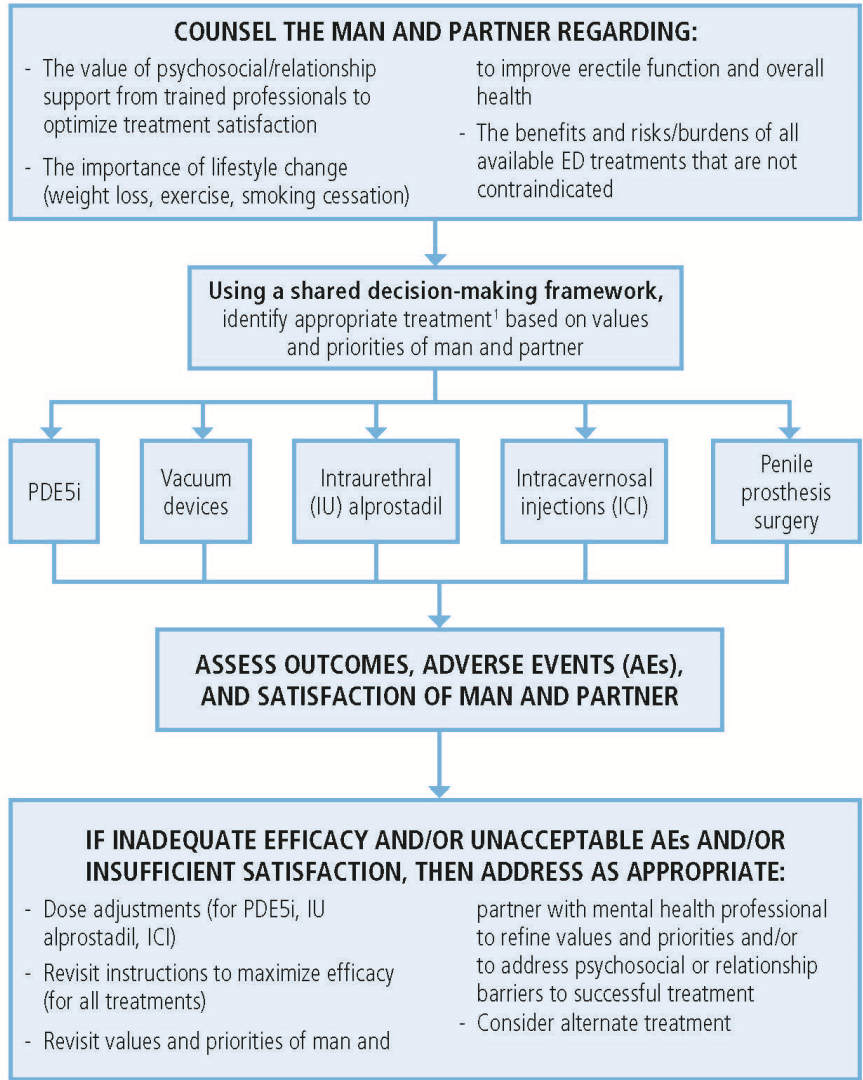 COUNSEL THE MAN AND PARTNER REGARDING:
- The value of psychosocial/relationship
support from trained professionals to
optimize treatment satisfaction
- The importance of lifestyle change
(weight loss, exercise, smoking cessation)
to improve erectile function and overall
health
- The benefits and risks/burdens of all
available ED treatments that are not
contraindicated
Using a shared decision-making framework,
identify appropriate treatment¹ based on values
and priorities of man and partner
PDE5i
Vacuum
devices
Intraurethral
(IU) alprostadil
Intracavernosal
injections (ICI)
Penile
prosthesis
surgery
ASSESS OUTCOMES, ADVERSE EVENTS (AEs),
AND SATISFACTION OF MAN AND PARTNER
IF INADEQUATE EFFICACY AND/OR UNACCEPTABLE AEs AND/OR
INSUFFICIENT SATISFACTION, THEN ADDRESS AS APPROPRIATE:
- Dose adjustments (for PDE5i, IU
alprostadil, ICI)
- Revisit instructions to maximize efficacy
(for all treatments)
- Revisit values and priorities of man and
partner with mental health professional
to refine values and priorities and/or
to address psychosocial or relationship
barriers to successful treatment
- Consider alternate treatment